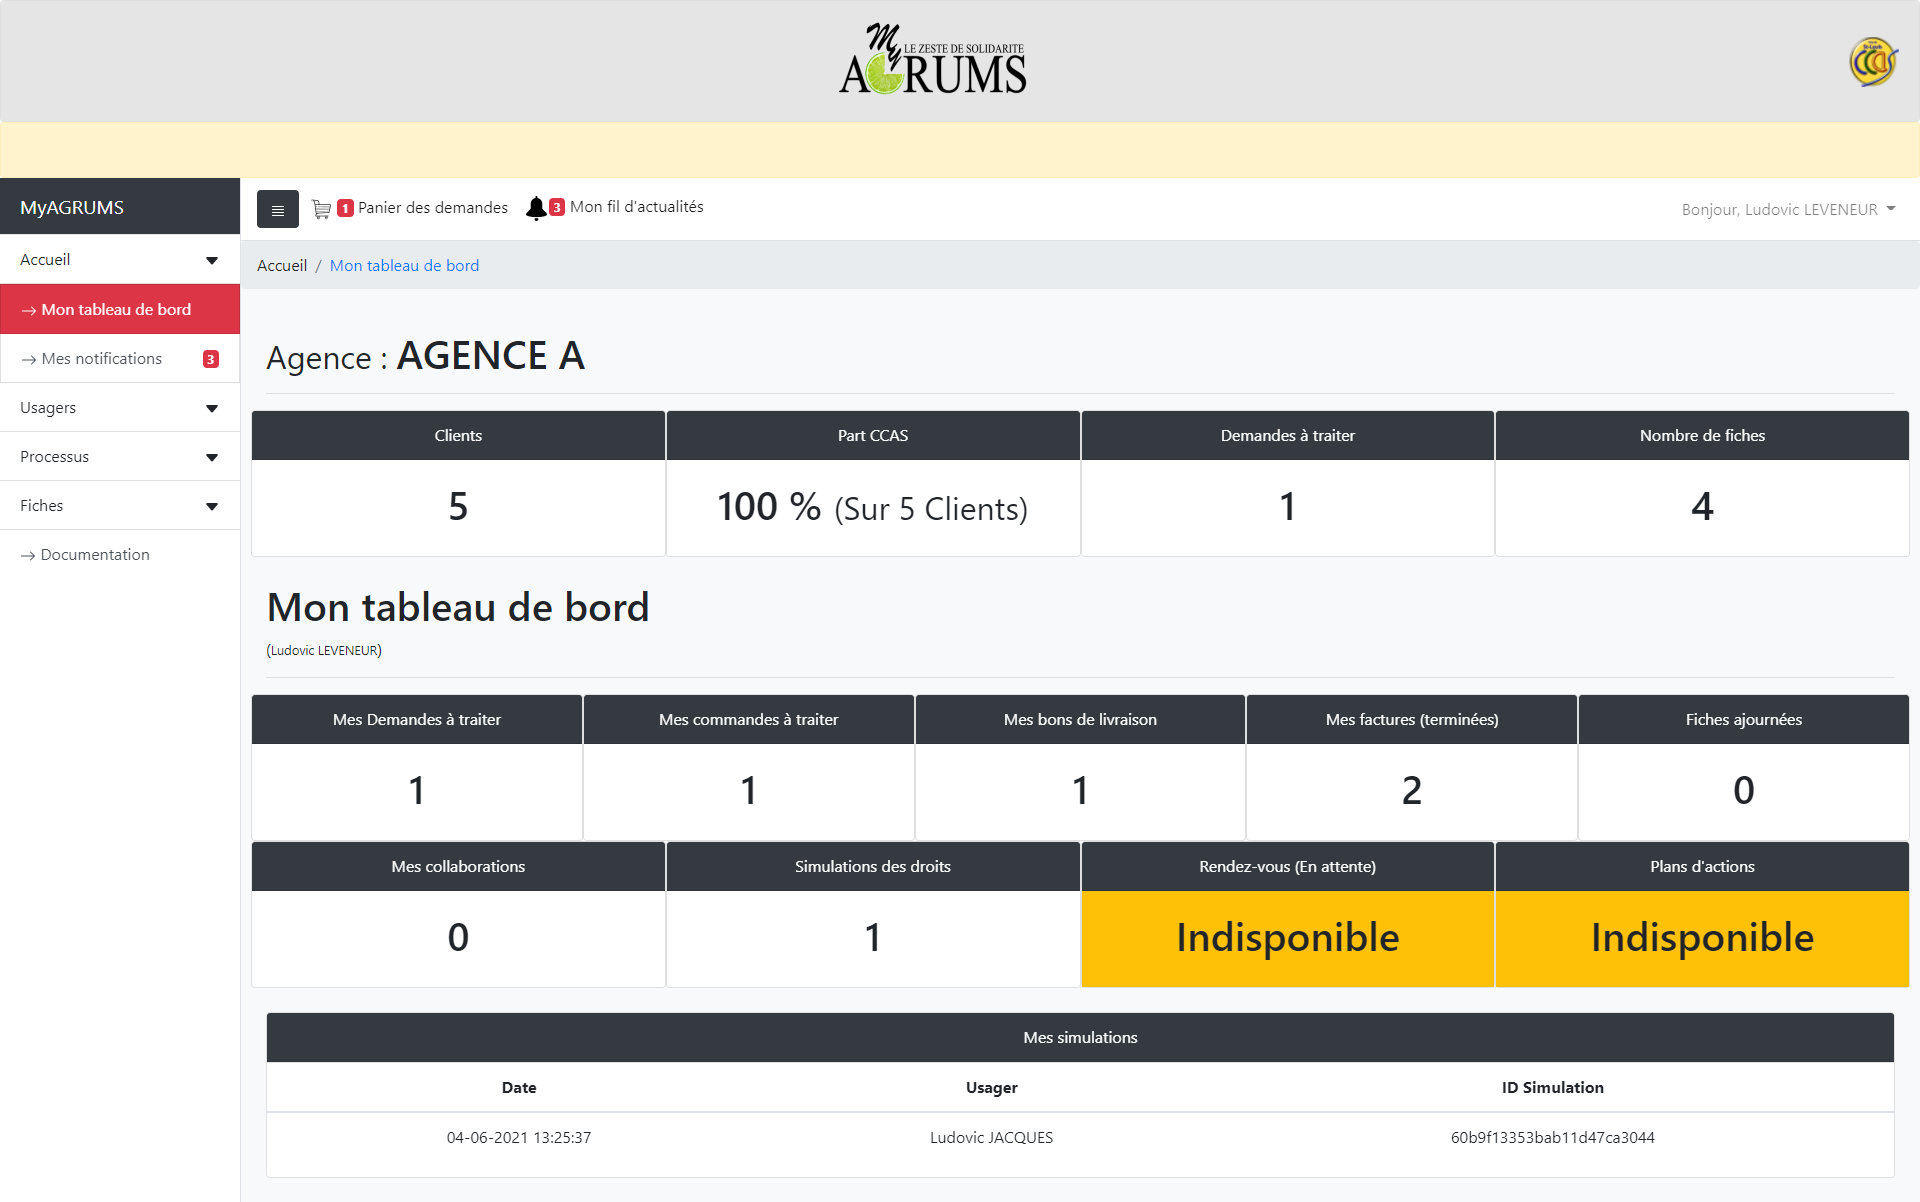 My
LE ZESTE DE SOLIDARITE
AGRUMS
St-Louis
CCAS
MyAGRUMS
1 Panier des demandes
3 Mon fil d'actualités
Bonjour, Ludovic LEVENEUR
Accueil
→ Mon tableau de bord
→ Mes notifications 3
Usagers
Processus
Fiches
→ Documentation
Accueil / Mon tableau de bord
Agence : AGENCE A
Clients
Part CCAS
Demandes à traiter
Nombre de fiches
5
100 % (Sur 5 Clients)
1
4
Mon tableau de bord
(Ludovic LEVENEUR)
Mes Demandes à traiter
Mes commandes à traiter
Mes bons de livraison
Mes factures (terminées)
Fiches ajournées
1
1
1
2
0
Mes collaborations
Simulations des droits
Rendez-vous (En attente)
Plans d'actions
0
1
Indisponible
Indisponible
Mes simulations
Date
Usager
ID Simulation
04-06-2021 13:25:37
Ludovic JACQUES
60b9f13353bab11d47ca3044